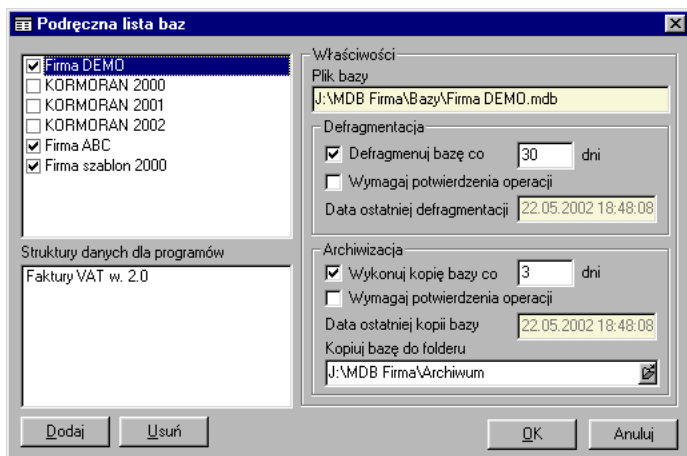 Podręczna lista baz
Firma DEMO
KORMORAN 2000
KORMORAN 2001
KORMORAN 2002
Firma ABC
Firma szablon 2000
Struktury danych dla programów
Faktury VAT w. 2.0
Dodaj
Usuń
Właściwości
Plik bazy
J:\MDB Firma\Bazy\Firma DEMO.mdb
Defragmentacja
Defragmenuj bazę co 30 dni
Wymagaj potwierdzenia operacji
Data ostatniej defragmentacji 22.05.2002 18:48:08
Archiwizacja
Wykonuj kopię bazy co 3 dni
Wymagaj potwierdzenia operacji
Data ostatniej kopii bazy 22.05.2002 18:48:08
Kopiuj bazę do folderu
J:\MDB Firma\Archiwum
OK
Anuluj